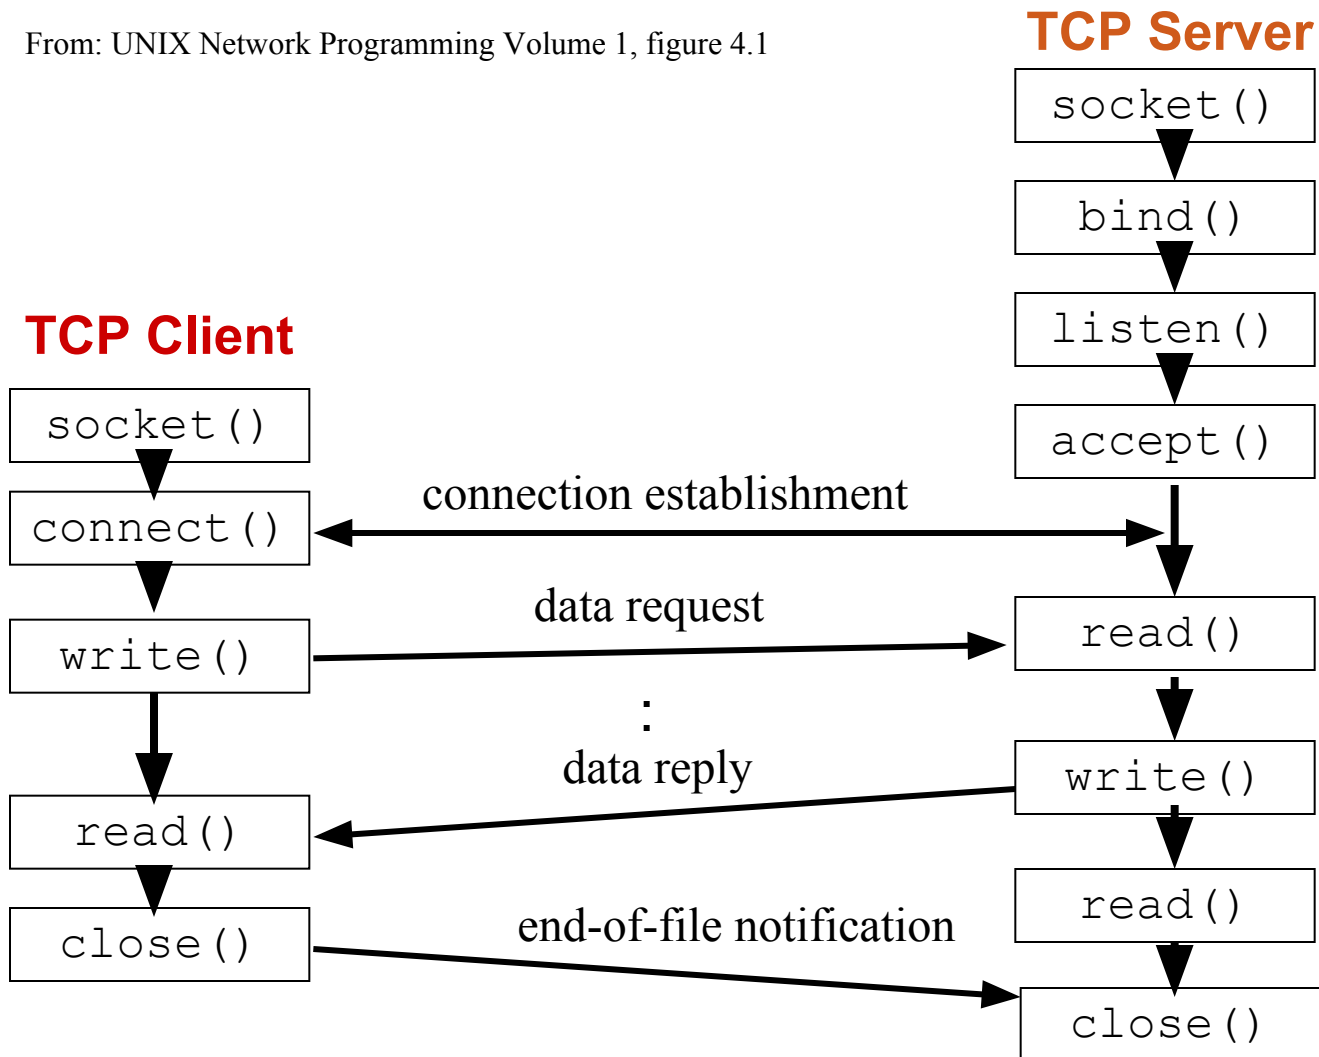 From: UNIX Network Programming Volume 1, figure 4.1
TCP Server
socket()
bind()
listen()
accept()
TCP Client
socket()
connect()
connection establishment
write()
data request
read()
:
data reply
write()
read()
read()
close()
end-of-file notification
close()